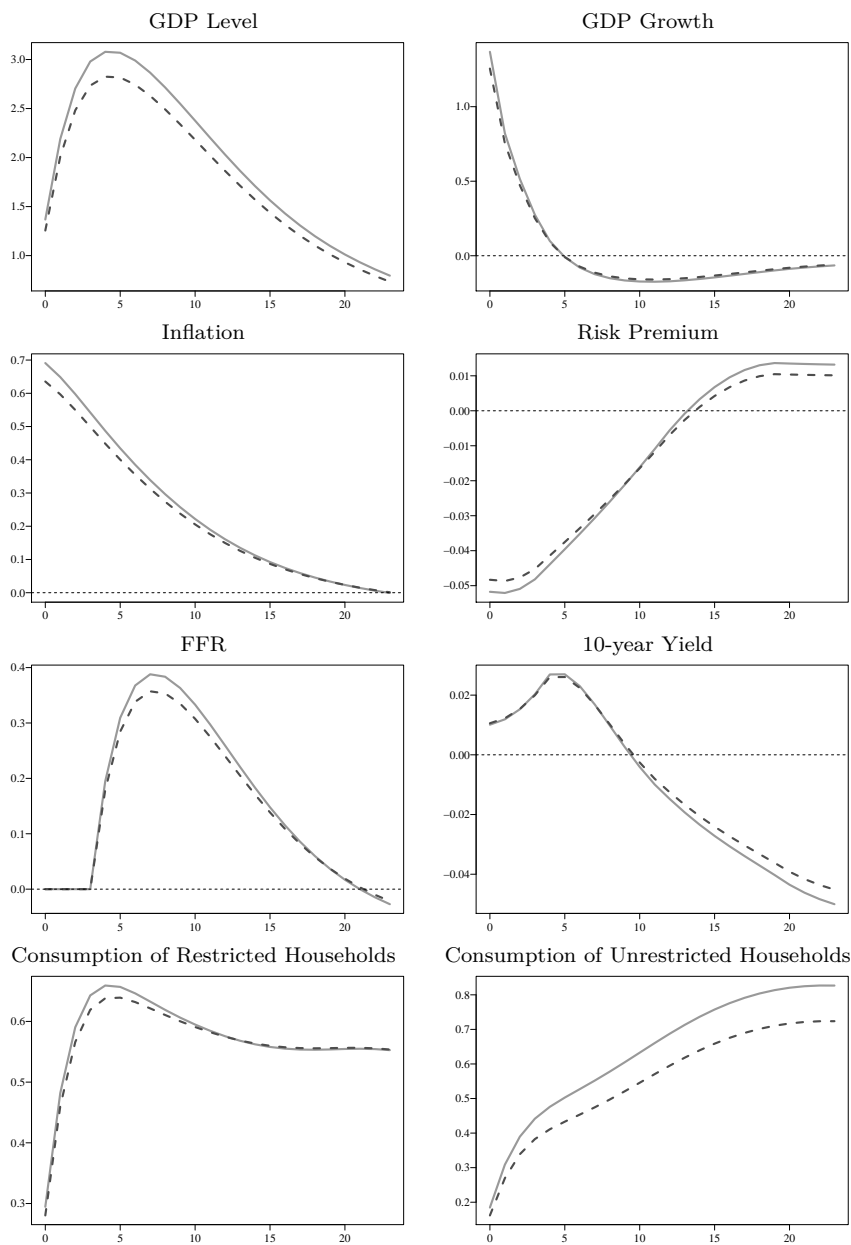 GDP Level
3.0
2.5
2.0
1.5
1.0
0 5 10 15 20
GDP Growth
1.0
0.5
0.0
0 5 10 15 20
Inflation
0.7
0.6
0.5
0.4
0.3
0.2
0.1
0.0
0 5 10 15 20
Risk Premium
0.01
0.00
−0.01
−0.02
−0.03
−0.04
−0.05
0 5 10 15 20
FFR
0.4
0.3
0.2
0.1
0.0
0 5 10 15 20
10-year Yield
0.02
0.00
−0.02
−0.04
0 5 10 15 20
Consumption of Restricted Households
0.6
0.5
0.4
0.3
0 5 10 15 20
Consumption of Unrestricted Households
0.8
0.7
0.6
0.5
0.4
0.3
0.2
0 5 10 15 20